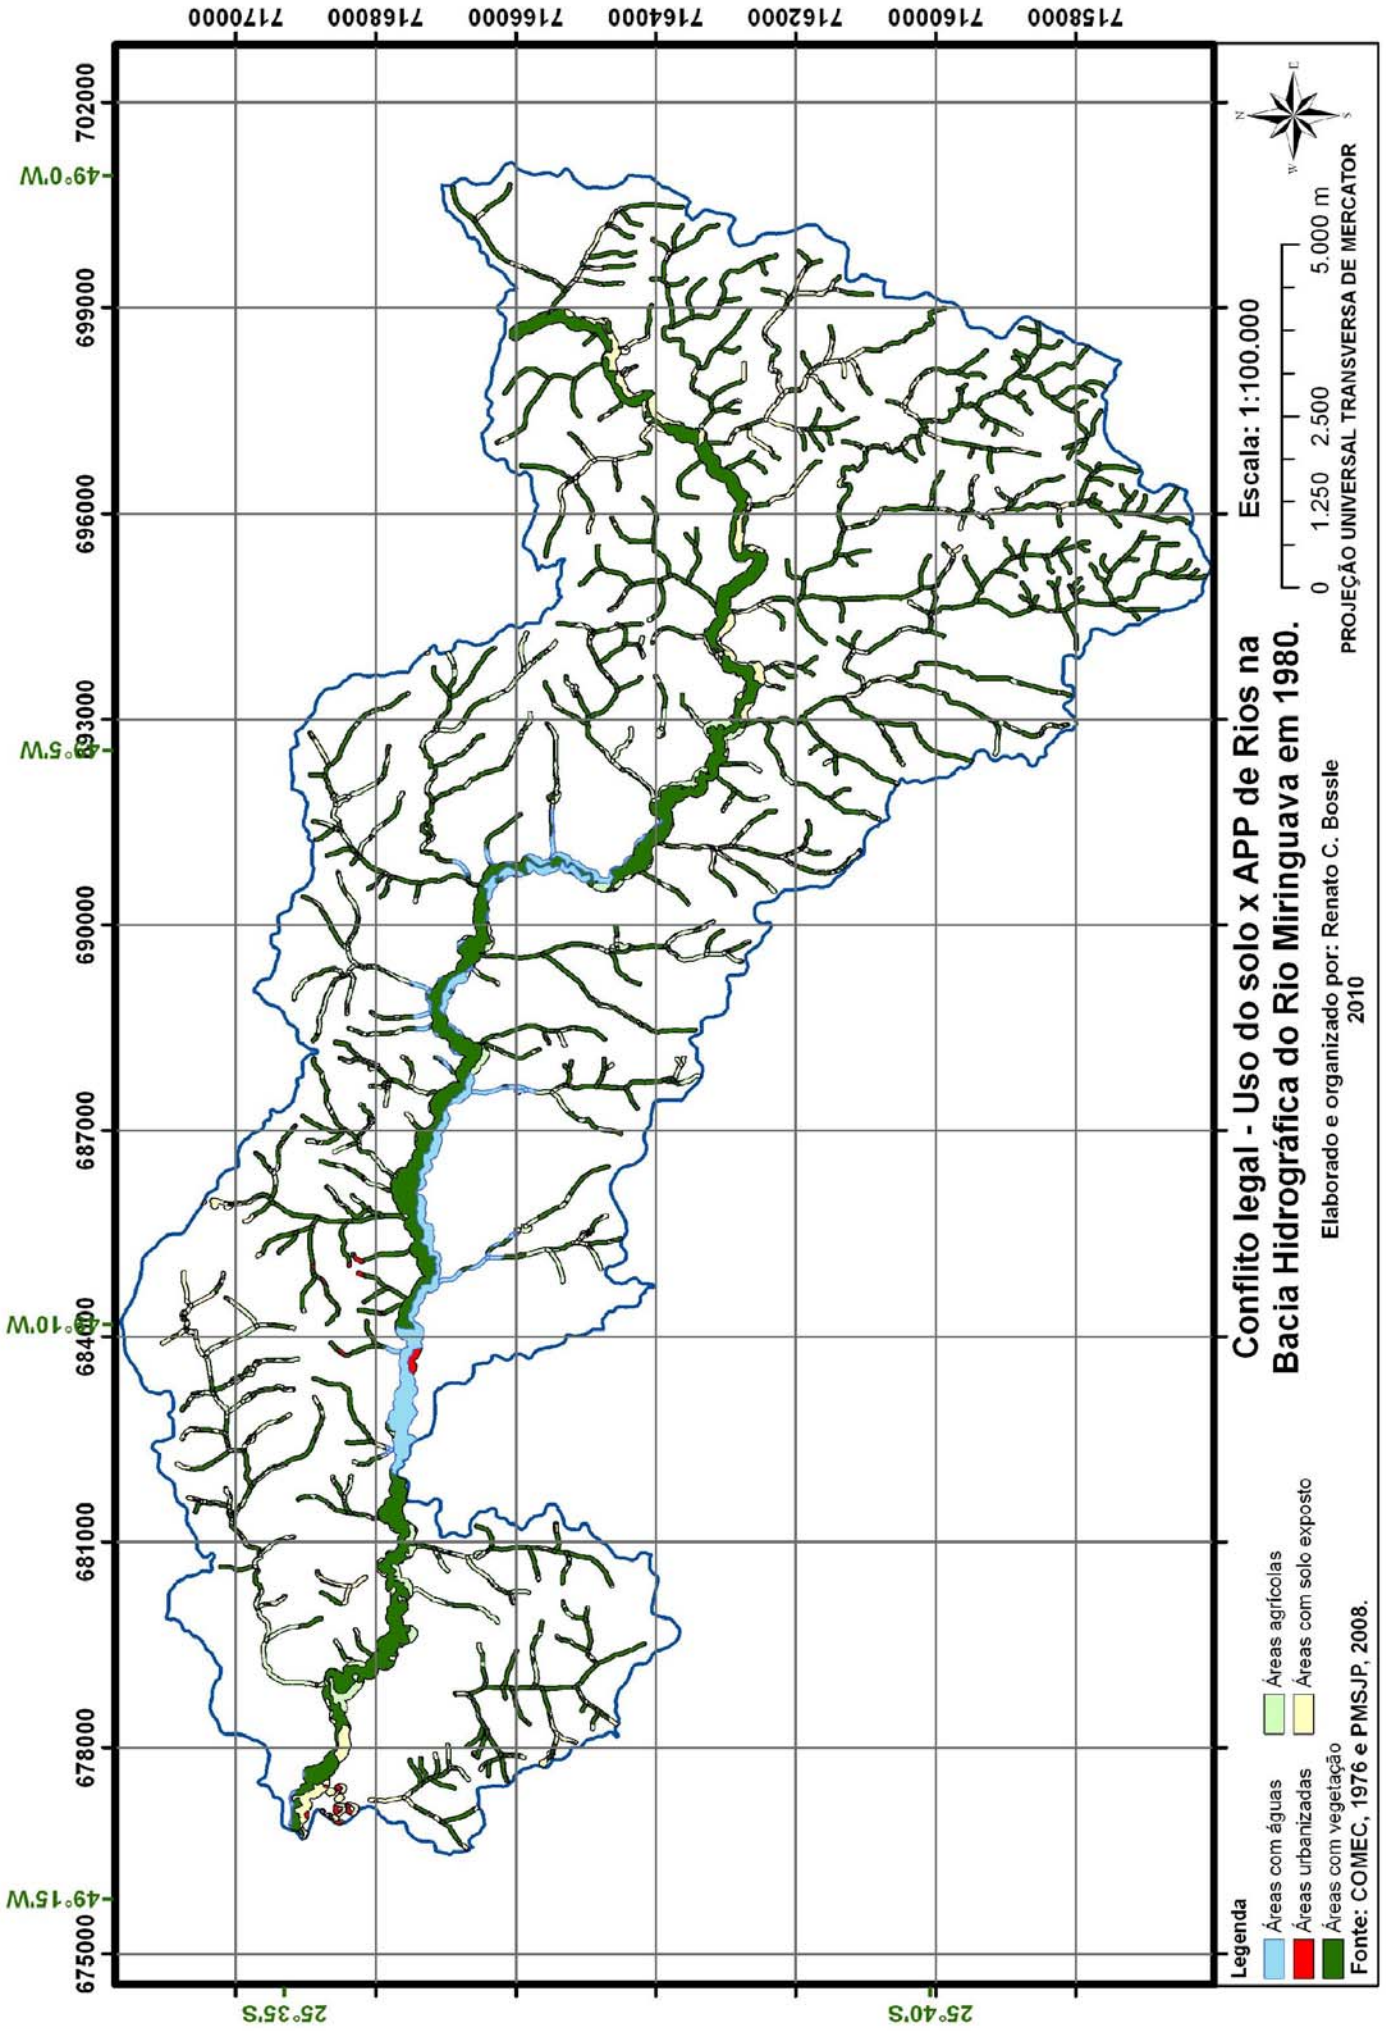 49°15'W
49°10'W
49°5'W
49°0'W
675000
678000
681000
684000
687000
690000
693000
696000
699000
702000
25°35'S
25°40'S
7170000
7168000
7166000
7164000
7162000
7160000
7158000
Legenda
Áreas com águas
Áreas urbanizadas
Áreas com vegetação
Áreas agrícolas
Áreas com solo exposto
Fonte: COMEC, 1976 e PMSJP, 2008.
Conflito legal - Uso do solo x APP de Rios na
Bacia Hidrográfica do Rio Miringuava em 1980.
Elaborado e organizado por: Renato C. Bossle
2010
Escala: 1:100.000
0 1.250 2.500 5.000 m
PROJEÇÃO UNIVERSAL TRANSVERSA DE MERCATOR
N
W E
S